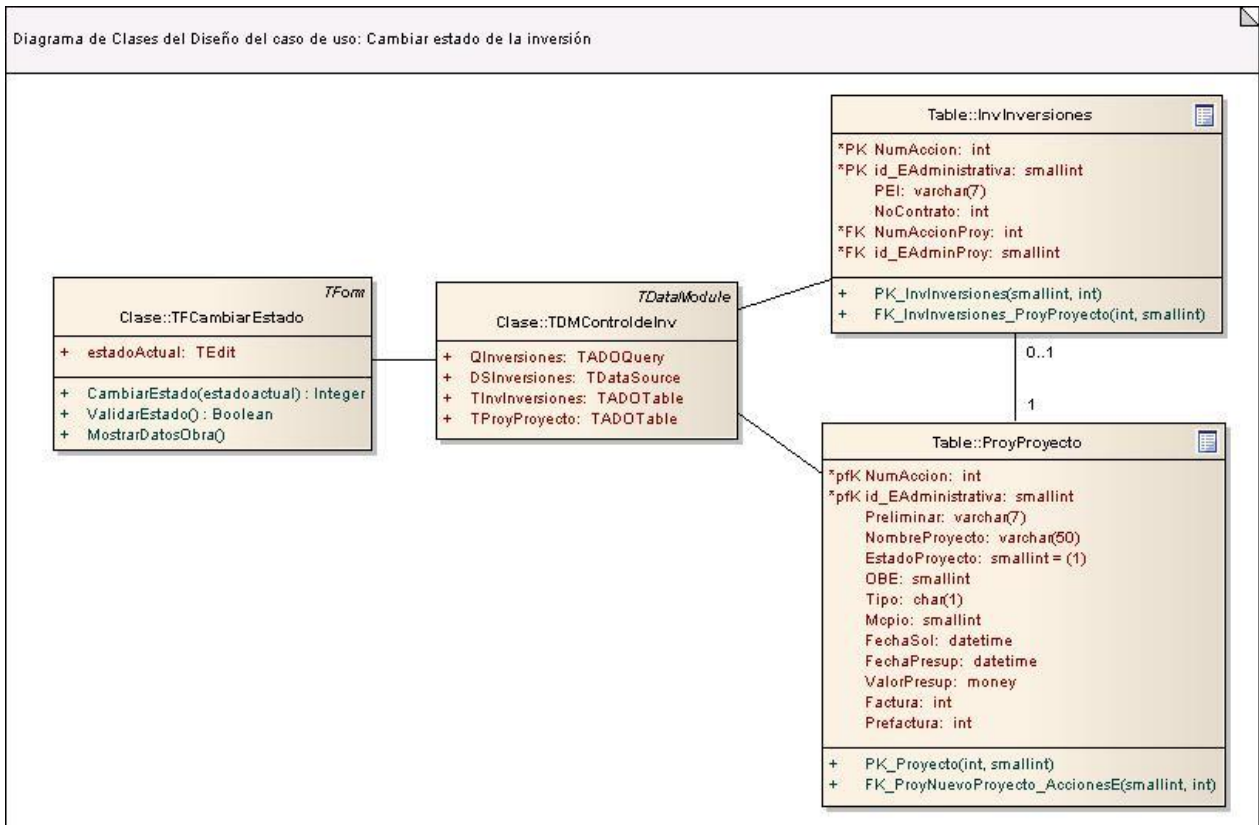 Diagrama de Clases del Diseño del caso de uso: Cambiar estado de la inversión
TForm
Clase::TFCambiarEstado
+ estadoActual: TEdit
+ CambiarEstado(estadoactual) : Integer
+ ValidarEstado() : Boolean
+ MostrarDatosObra()
TDataModule
Clase::TDMControldeInv
+ QInversiones: TADOQuery
+ DSInversiones: TDataSource
+ TInvInversiones: TADOTable
+ TProyProyecto: TADOTable
Table::InvInversiones
*PK NumAccion: int
*PK id_EAdministrativa: smallint
PEI: varchar(7)
NoContrato: int
*FK NumAccionProy: int
*FK id_EAdminProy: smallint
+ PK_InvInversiones(smallint, int)
+ FK_InvInversiones_ProyProyecto(int, smallint)
0..1
1
Table::ProyProyecto
*pfK NumAccion: int
*pfK id_EAdministrativa: smallint
Preliminar: varchar(7)
NombreProyecto: varchar(50)
EstadoProyecto: smallint = (1)
OBE: smallint
Tipo: char(1)
Mcpio: smallint
FechaSol: datetime
FechaPresup: datetime
ValorPresup: money
Factura: int
Prefactura: int
+ PK_Proyecto(int, smallint)
+ FK_ProyNuevoProyecto_AccionesE(smallint, int)